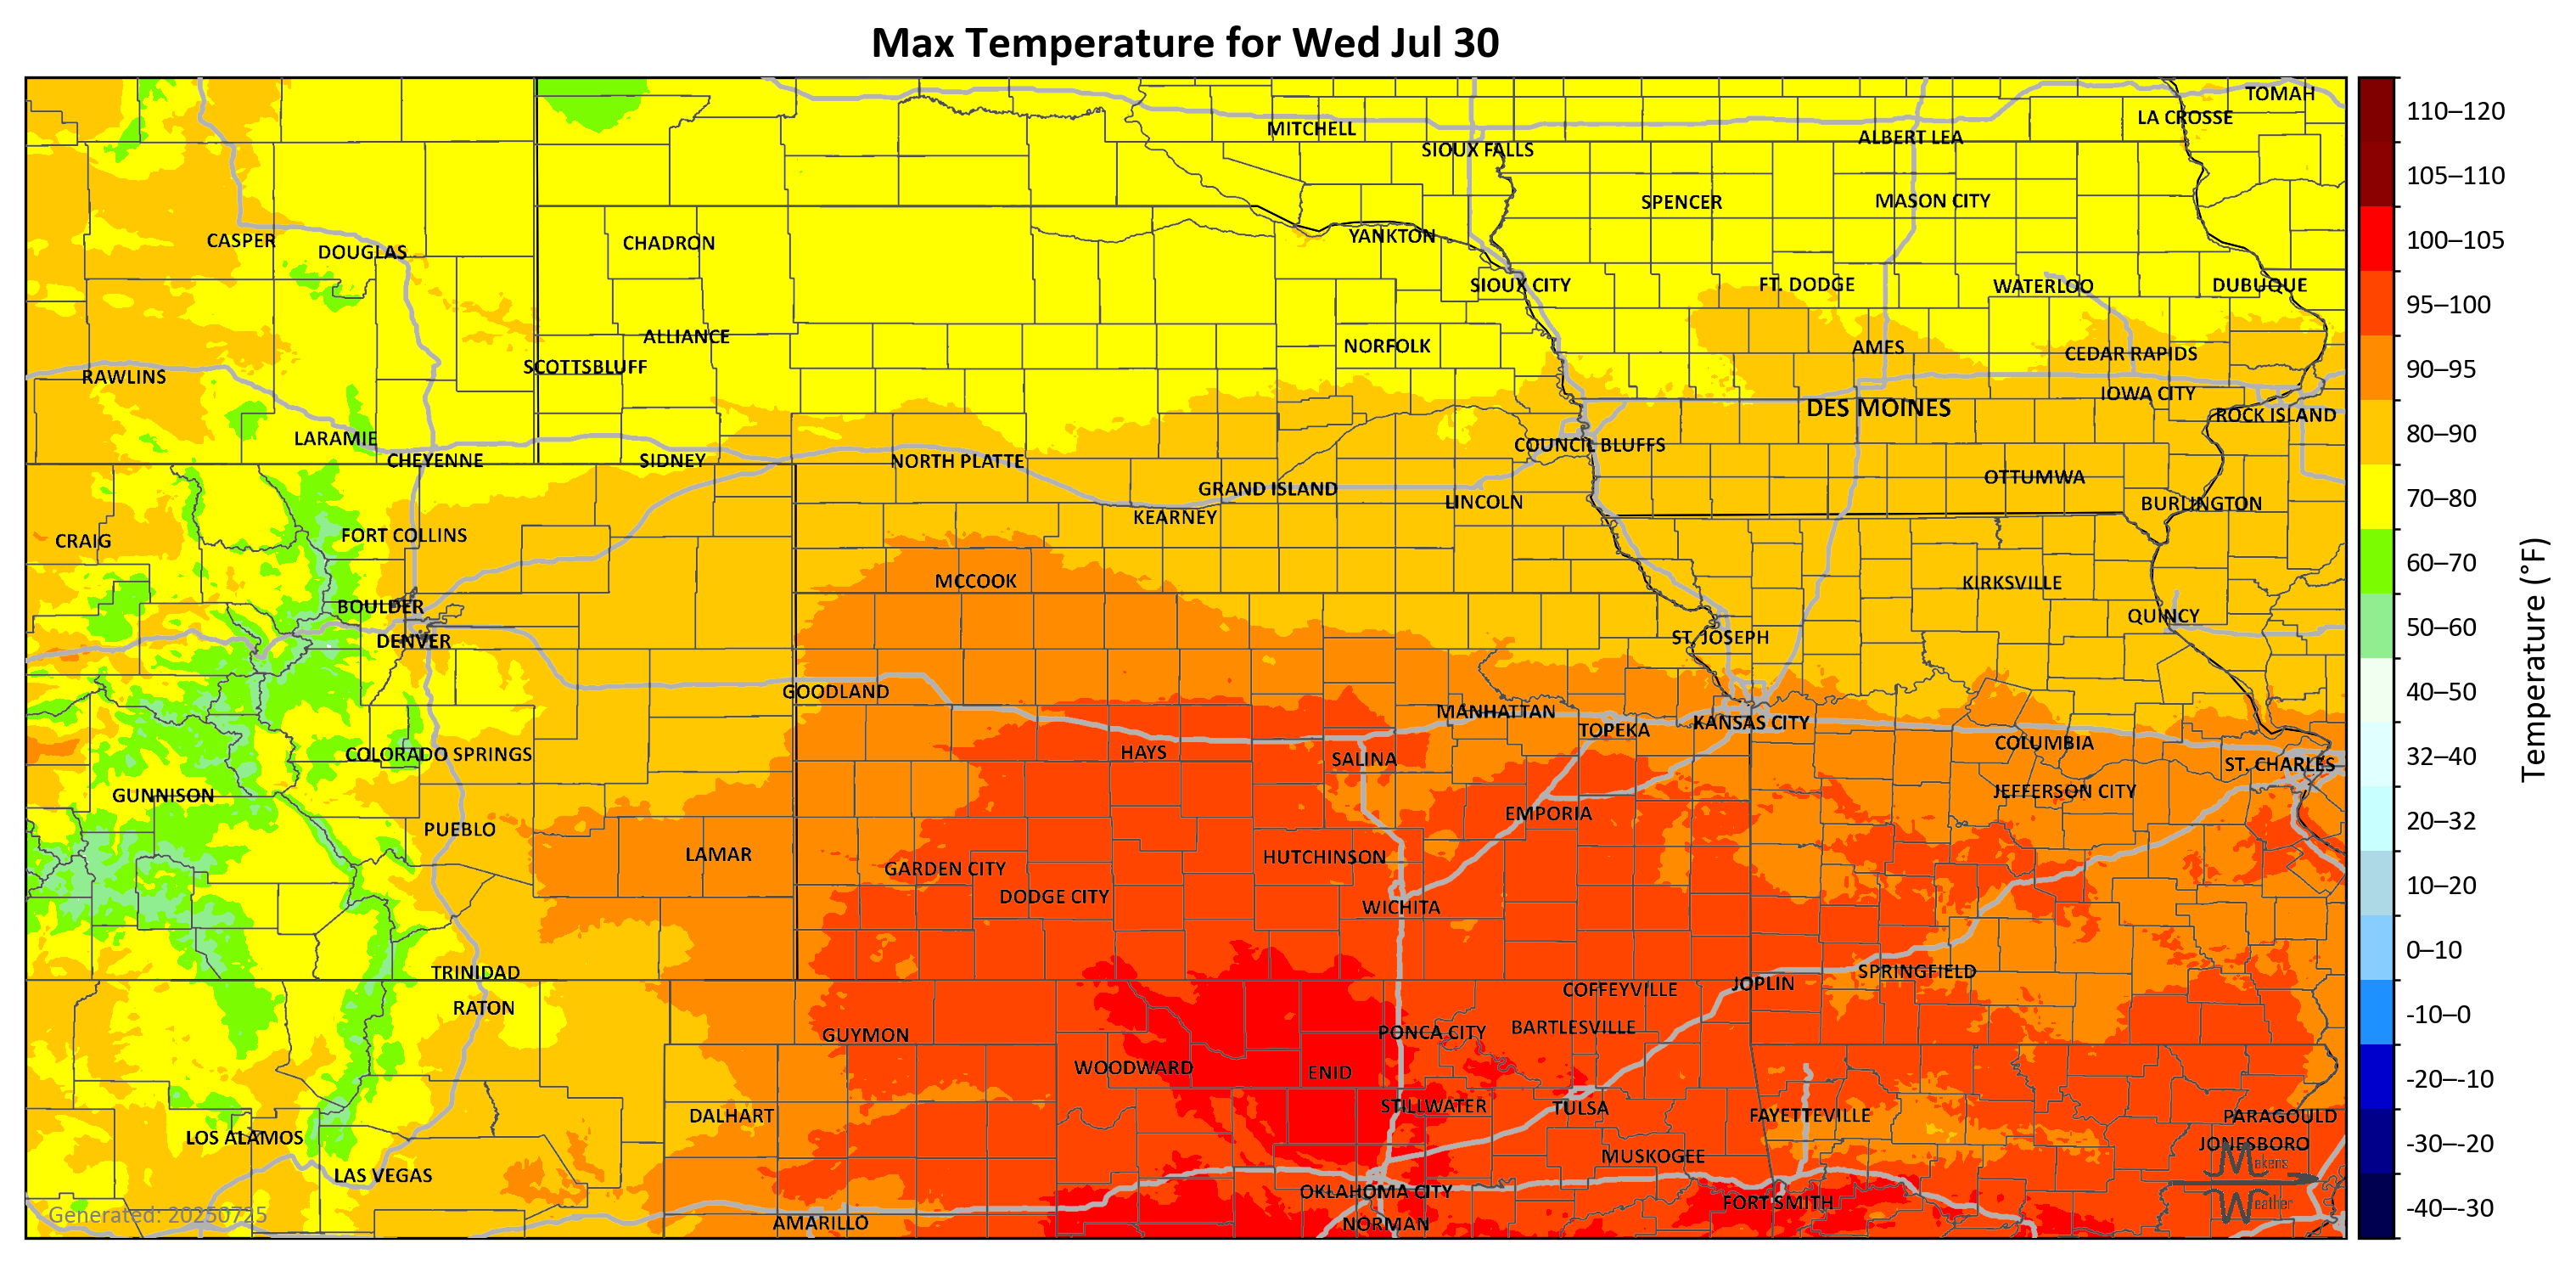 Max Temperature for Wed Jul 30
TOMAH
LA CROSSE
MITCHELL
ALBERT LEA
SIOUX FALLS
SPENCER
MASON CITY
CASPER
DOUGLAS
CHADRON
YANKTON
SIOUX CITY
FT. DODGE
WATERLOO
DUBUQUE
ALLIANCE
NORFOLK
AMES
CEDAR RAPIDS
SCOTTSBLUFF
RAWLINS
IOWA CITY
DES MOINES
ROCK ISLAND
LARAMIE
COUNCIL BLUFFS
CHEYENNE
SIDNEY
NORTH PLATTE
OTTUMWA
GRAND ISLAND
LINCOLN
BURLINGTON
KEARNEY
FORT COLLINS
CRAIG
MCCOOK
KIRKSVILLE
BOULDER
QUINCY
DENVER
ST. JOSEPH
GOODLAND
MANHATTAN
KANSAS CITY
TOPEKA
COLUMBIA
HAYS
COLORADO SPRINGS
SALINA
ST. CHARLES
JEFFERSON CITY
GUNNISON
EMPORIA
PUEBLO
LAMAR
HUTCHINSON
GARDEN CITY
DODGE CITY
WICHITA
TRINIDAD
SPRINGFIELD
JOPLIN
COFFEYVILLE
RATON
BARTLESVILLE
PONCA CITY
GUYMON
WOODWARD
ENID
STILLWATER
TULSA
DALHART
FAYETTEVILLE
PARAGOULD
LOS ALAMOS
JONESBORO
MUSKOGEE
LAS VEGAS
OKLAHOMA CITY
FORT SMITH
AMARILLO
NORMAN
Makens
Weather
Generated: 20250725
110–120
105–110
100–105
95–100
90–95
80–90
70–80
60–70
50–60
40–50
32–40
20–32
10–20
0–10
-10–0
-20–-10
-30–-20
-40–-30
Temperature (°F)